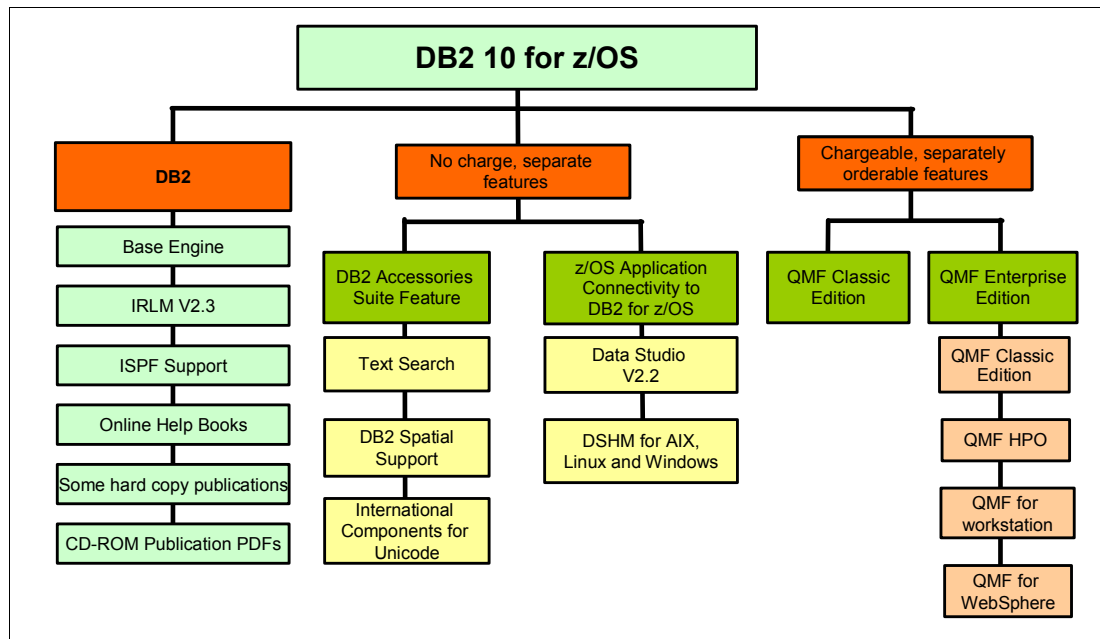 DB2 10 for z/OS
DB2
No charge, separate
features
Chargeable, separately
orderable features
Base Engine
IRLM V2.3
ISPF Support
Online Help Books
Some hard copy publications
CD-ROM Publication PDFs
DB2 Accessories
Suite Feature
Text Search
DB2 Spatial
Support
International
Components for
Unicode
z/OS Application
Connectivity to
DB2 for z/OS
Data Studio
V2.2
DSHM for AIX,
Linux and Windows
QMF Classic
Edition
QMF Enterprise
Edition
QMF Classic
Edition
QMF HPO
QMF for
workstation
QMF for
WebSphere